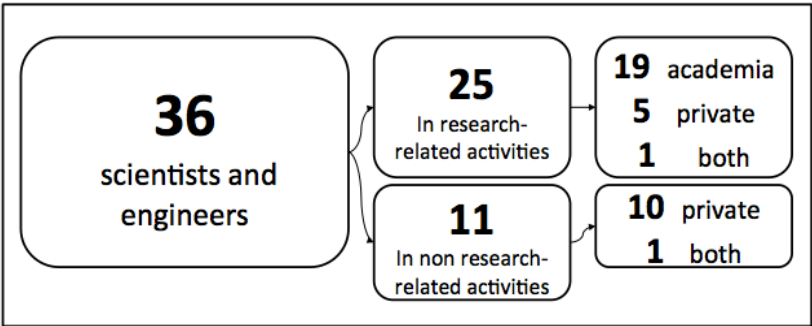 36
scientists and
engineers
25
In research-
related activities
19 academia
5 private
1 both
11
In non research-
related activities
10 private
1 both